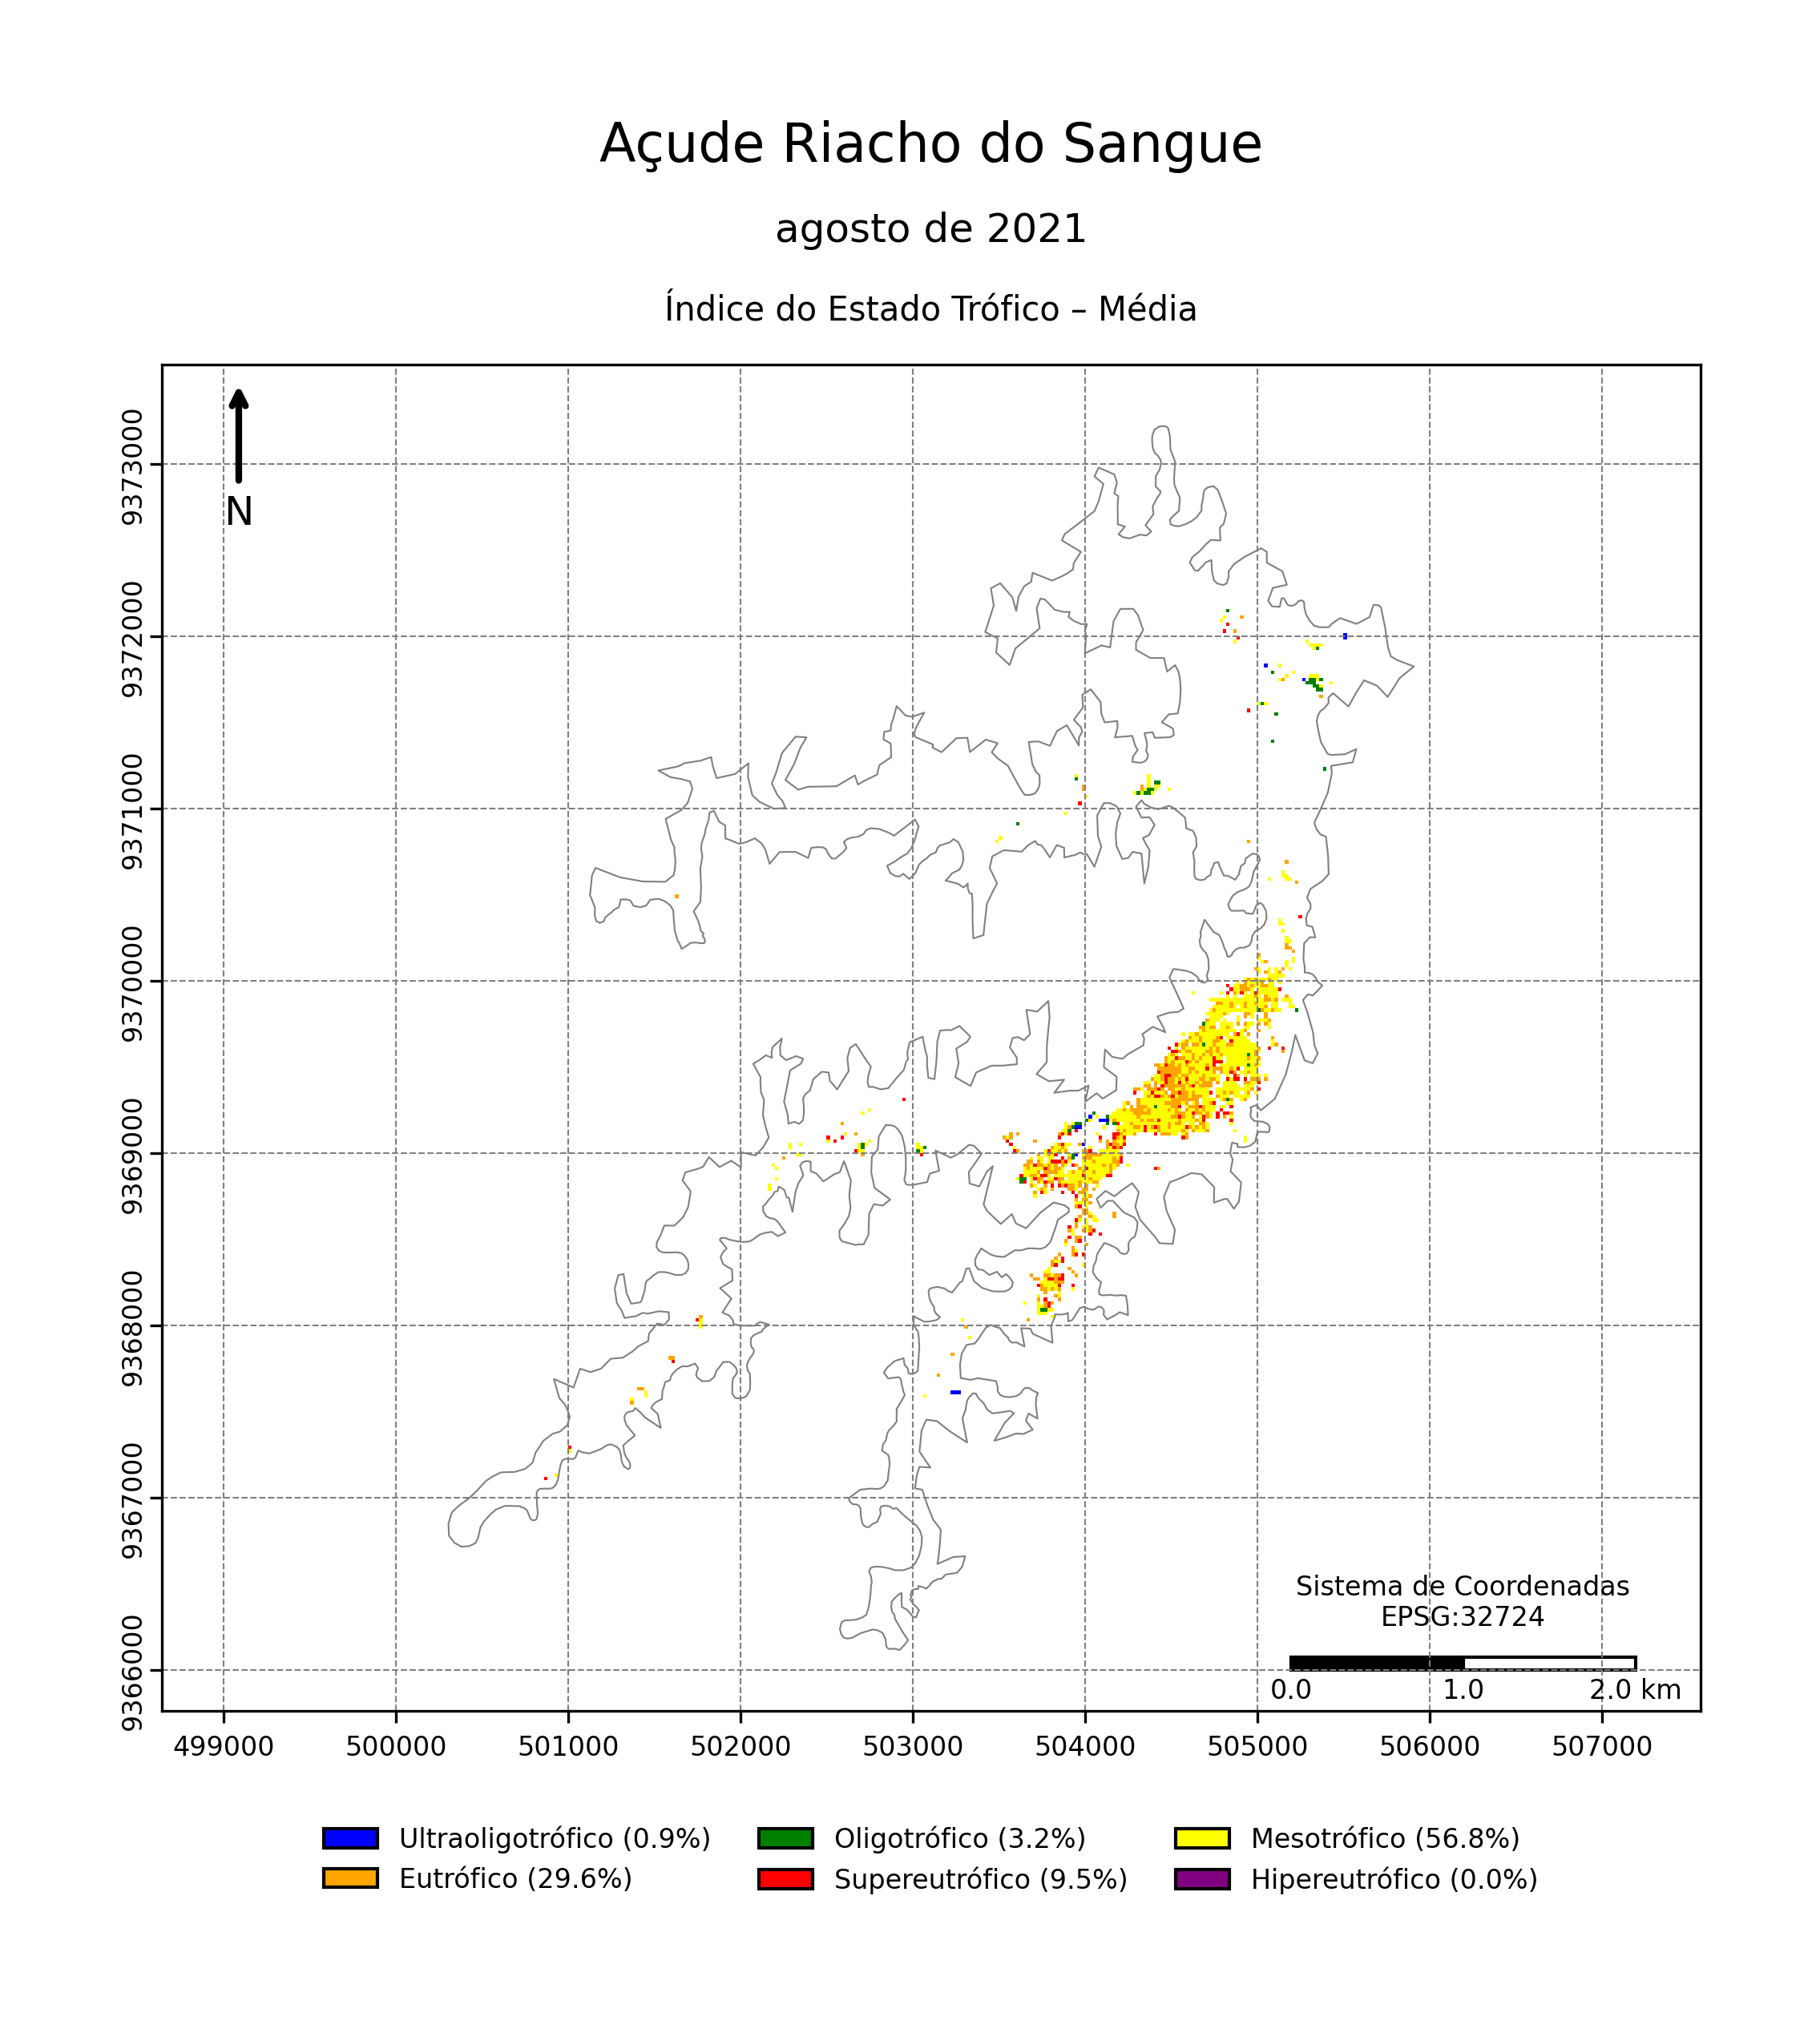 Açude Riacho do Sangue
agosto de 2021
Índice do Estado Trófico – Média
N
9373000
9372000
9371000
9370000
9369000
9368000
9367000
9366000
Sistema de Coordenadas
EPSG:32724
0.0 1.0 2.0 km
499000 500000 501000 502000 503000 504000 505000 506000 507000
Ultraoligotrófico (0.9%) Oligotrófico (3.2%) Mesotrófico (56.8%)
Eutrófico (29.6%) Supereutrófico (9.5%) Hipereutrófico (0.0%)